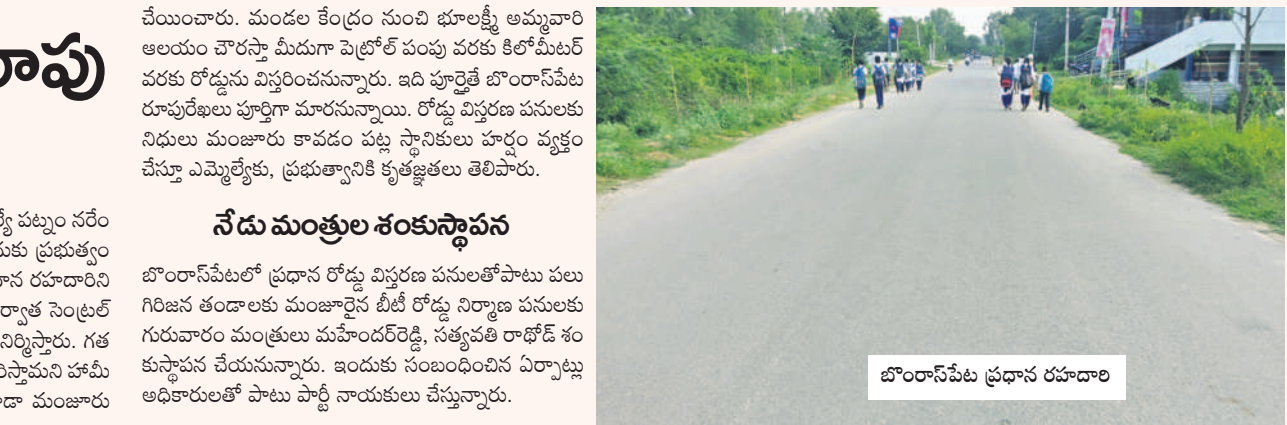 పు
పట్నం నరేం
ప్రభుత్వం
రహదారిని
సెంట్రల్
నిర్మిస్తారు. గత
హామీ
మంజూరు
చేయించారు. మండల కేంద్రం నుంచి భూలక్ష్మీ అమ్మవారి
ఆలయం చౌరస్తా మీదుగా పెట్రోల్ పంపు వరకు కిలోమీటర్
వరకు రోడ్డును విస్తరించనున్నారు. ఇది పూర్తైతే బొంరాస్‌పేట
రూపురేఖలు పూర్తిగా మారనున్నాయి. రోడ్డు విస్తరణ పనులకు
నిధులు మంజూరు కావడం పట్ల స్థానికులు హర్షం వ్యక్తం
చేస్తూ ఎమ్మెల్యేకు, ప్రభుత్వానికి కృతజ్ఞతలు తెలిపారు.
నేడు మంత్రుల శంకుస్థాపన
బొంరాస్‌పేటలో ప్రధాన రోడ్డు విస్తరణ పనులతోపాటు పలు
గిరిజన తండాలకు మంజూరైన బీటీ రోడ్డు నిర్మాణ పనులకు
గురువారం మంత్రులు మహేందర్‌రెడ్డి, సత్యవతి రాథోడ్ శం
కుస్థాపన చేయనున్నారు. ఇందుకు సంబంధించిన ఏర్పాట్లు
అధికారులతో పాటు పార్టీ నాయకులు చేస్తున్నారు.
బొంరాస్‌పేట ప్రధాన రహదారి